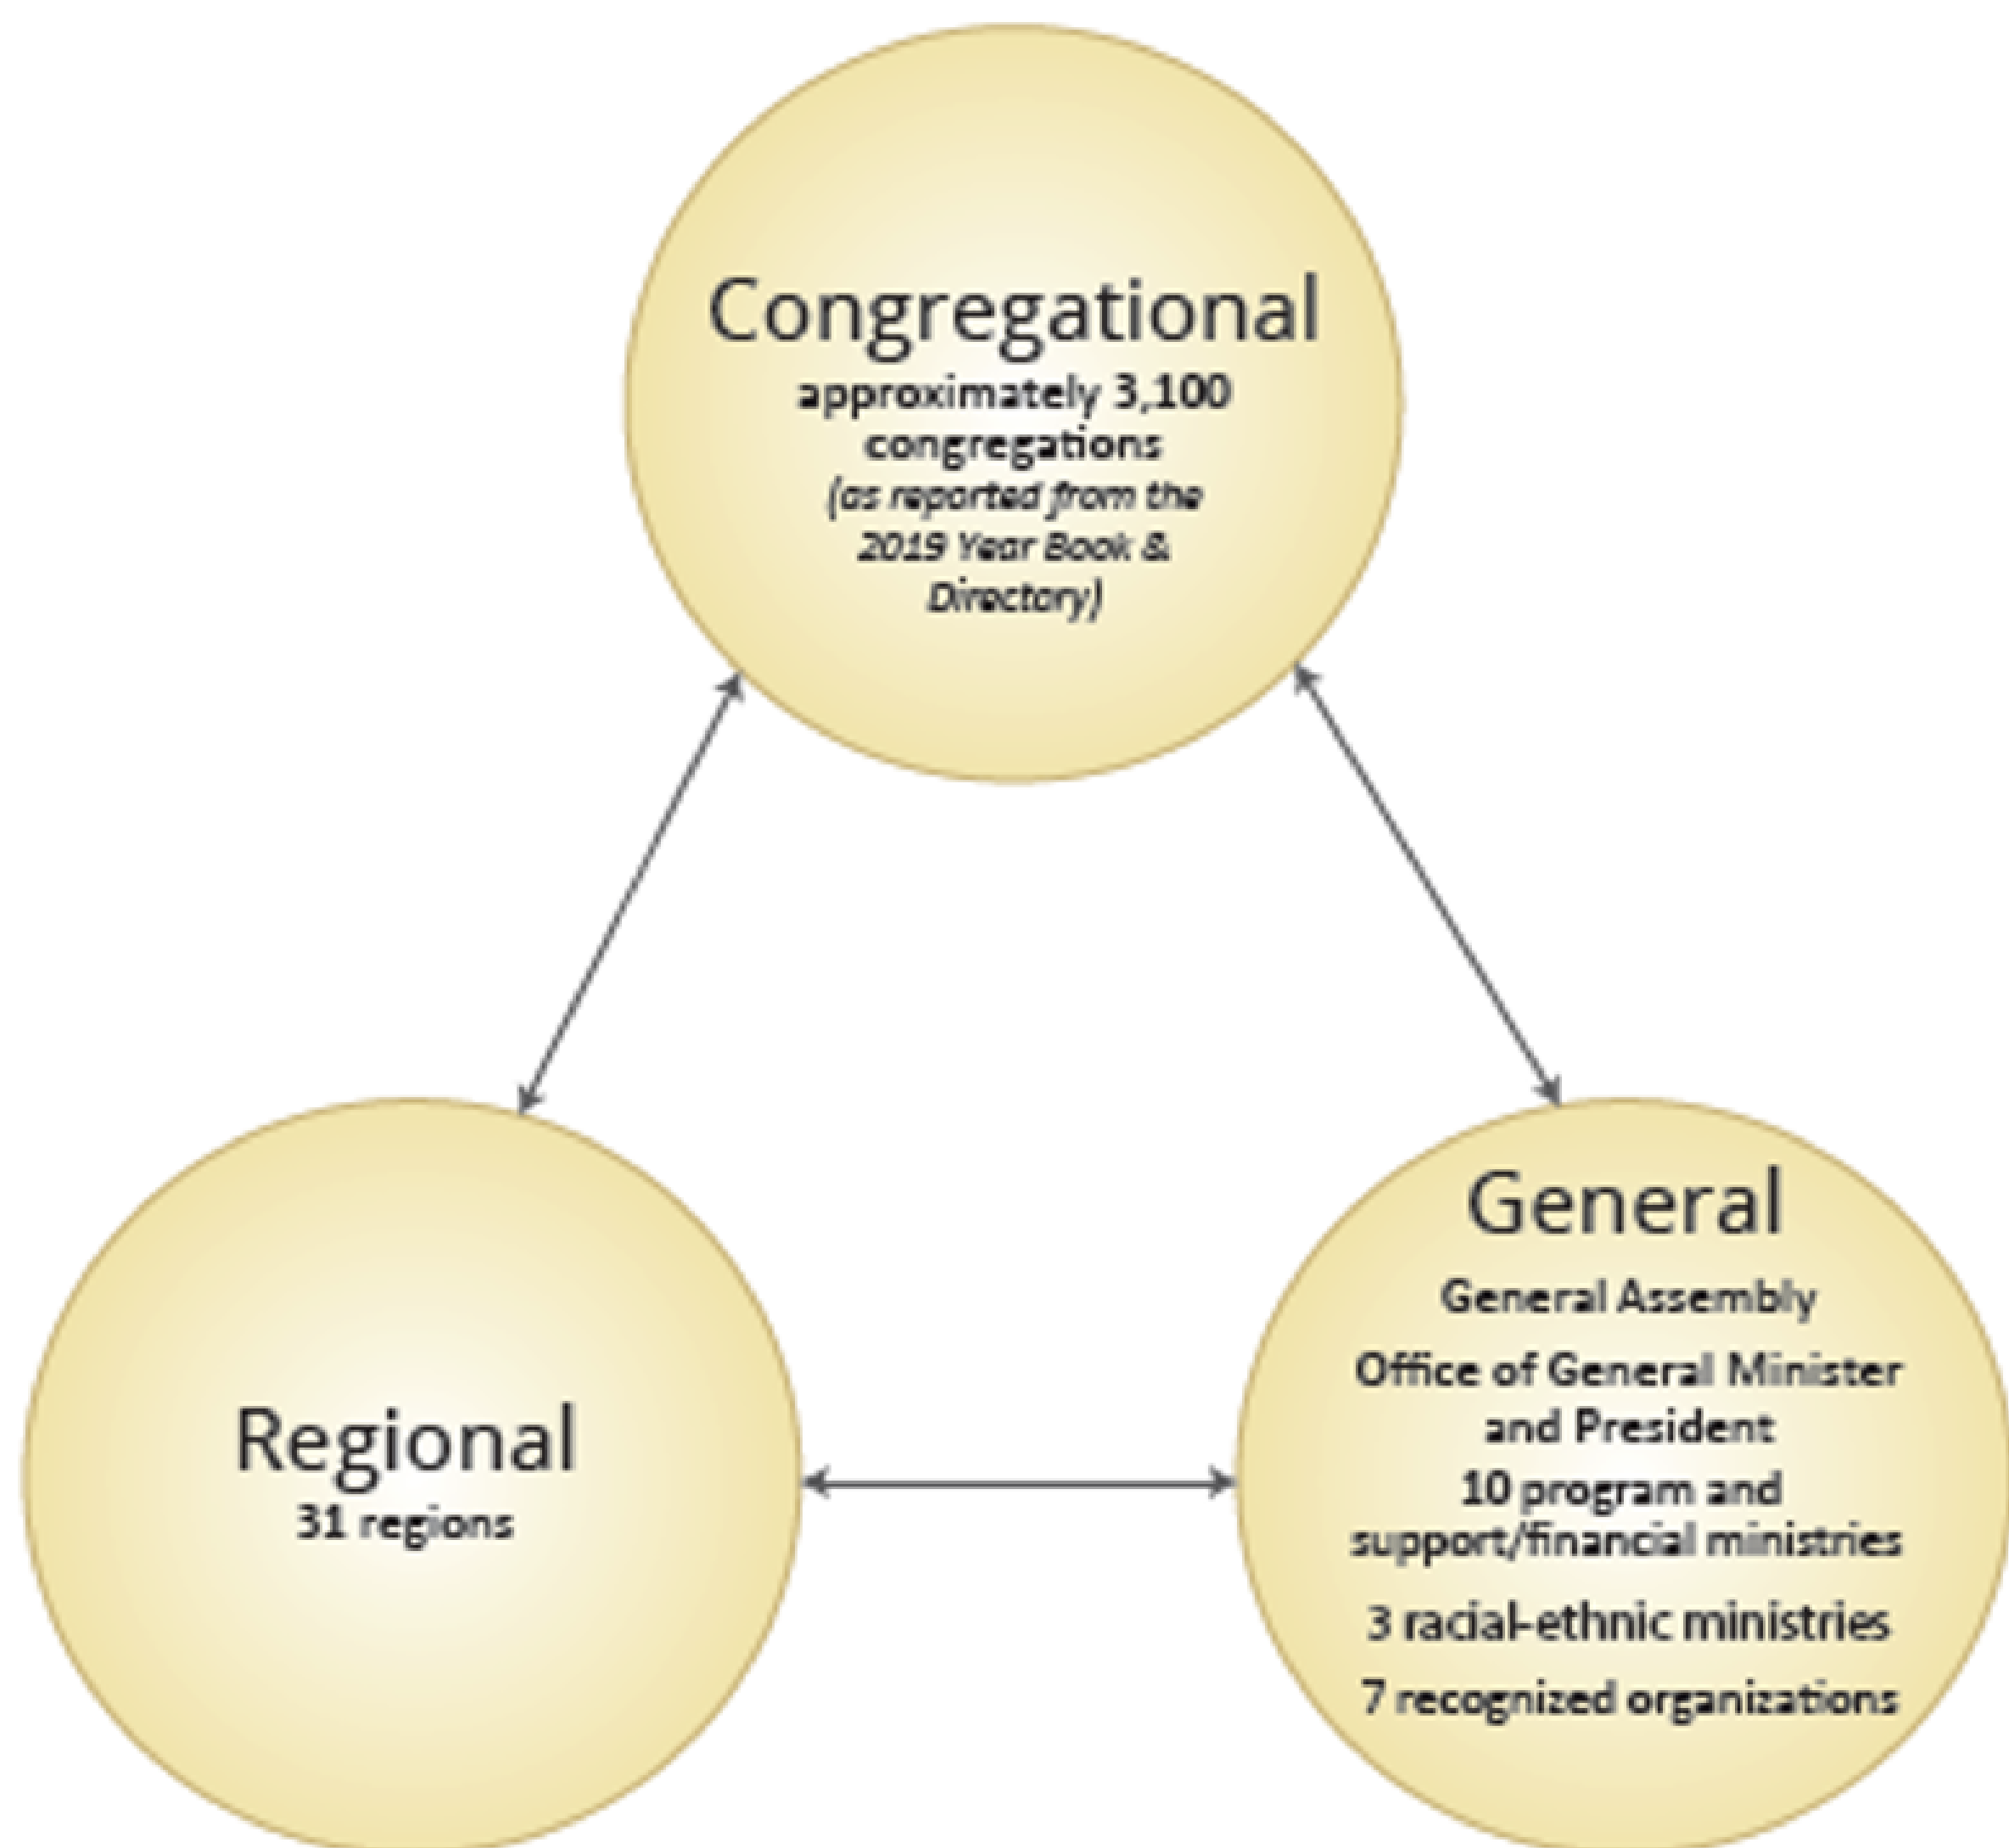 Congregational
approximately 3,100
congregations
(as reported from the
2019 Year Book &
Directory)
Regional
31 regions
General
General Assembly
Office of General Minister
and President
10 program and
support/financial ministries
3 racial-ethnic ministries
7 recognized organizations